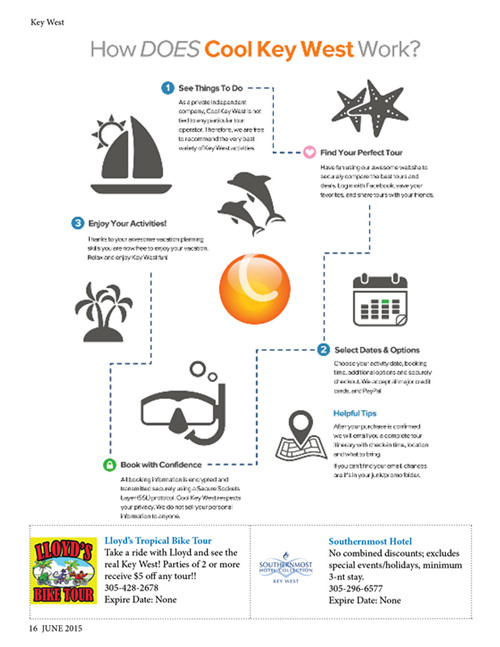 Key West
How DOES Cool Key West Work?
1 See Things To Do
As a private independent
company, Cool Key West is not
tied to any particular tour
operator. Therefore, we are free
to recommend the very best
variety of Key West activities.
Find Your Perfect Tour
Have fun using our awesome website to
securely compare the best tours and
deals. Login with Facebook, save your
favorites, and share tours with your friends.
3 Enjoy Your Activities!
Thanks to your awesome vacation planning
skills you are now free to enjoy your vacation.
Relax and enjoy Key West fun!
2 Select Dates & Options
Choose your activity date, booking
time, additional options and securely
checkout. We accept all major credit
cards, and PayPal.
Helpful Tips
After your purchase is confirmed
we will email you a complete tour
itinerary with check-in time, location
and what to bring.
If you can't find your email, chances
are it's in your junk/promo folder.
Book with Confidence
All booking information is encrypted and
transmitted securely using a Secure Sockets
Layer (SSL) protocol. Cool Key West respects
your privacy. We do not sell your personal
information to anyone.
LLOYD'S
BIKE TOUR
Lloyd's Tropical Bike Tour
Take a ride with Lloyd and see the
real Key West! Parties of 2 or more
receive $5 off any tour!!
305-428-2678
Expire Date: None
SOUTHERNMOST
HOTEL COLLECTION
KEY WEST
Southernmost Hotel
No combined discounts; excludes
special events/holidays, minimum
3-nt stay.
305-296-6577
Expire Date: None
16 JUNE 2015